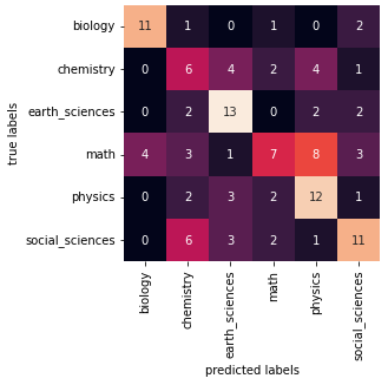 biology 11 1 0 1 0 2
chemistry 0 6 4 2 4 1
earth_sciences 0 2 13 0 2 2
math 4 3 1 7 8 3
physics 0 2 3 2 12 1
social_sciences 0 6 3 2 1 11
true labels
biology chemistry earth_sciences math physics social_sciences
predicted labels